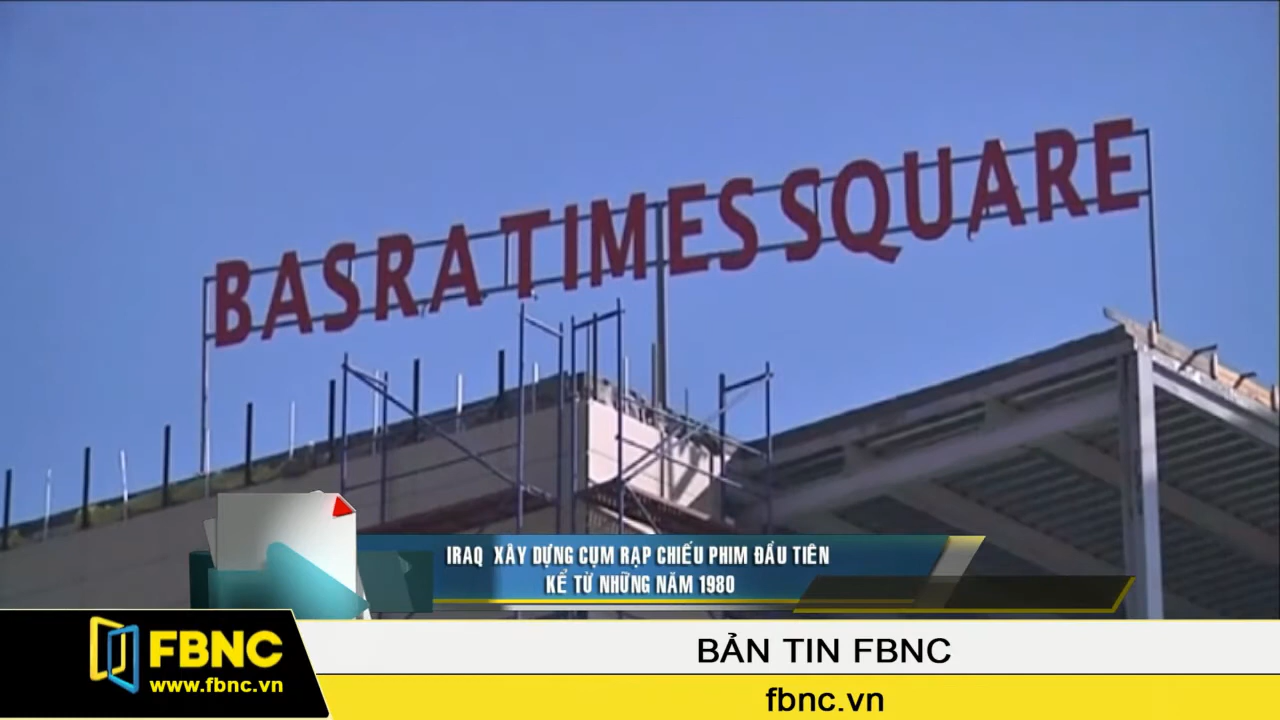 BASRA TIMES SQUARE
IRAQ XÂY DỰNG CỤM RẠP CHIẾU PHIM ĐẦU TIÊN
KỂ TỪ NHỮNG NĂM 1980
FBNC
www.fbnc.vn
BẢN TIN FBNC
fbnc.vn